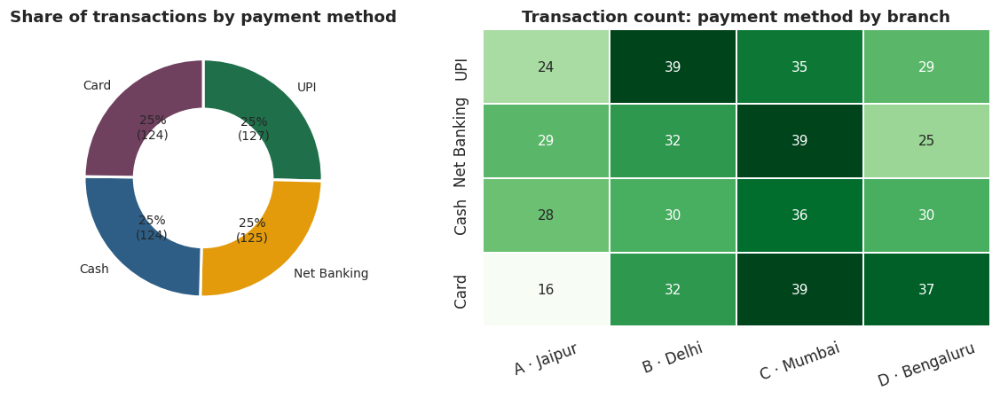 Share of transactions by payment method
Card
UPI
25%
(124)
25%
(127)
25%
(124)
25%
(125)
Cash
Net Banking
Transaction count: payment method by branch
UPI
24
39
35
29
Net Banking
29
32
39
25
Cash
28
30
36
30
Card
16
32
39
37
A · Jaipur
B · Delhi
C · Mumbai
D · Bengaluru